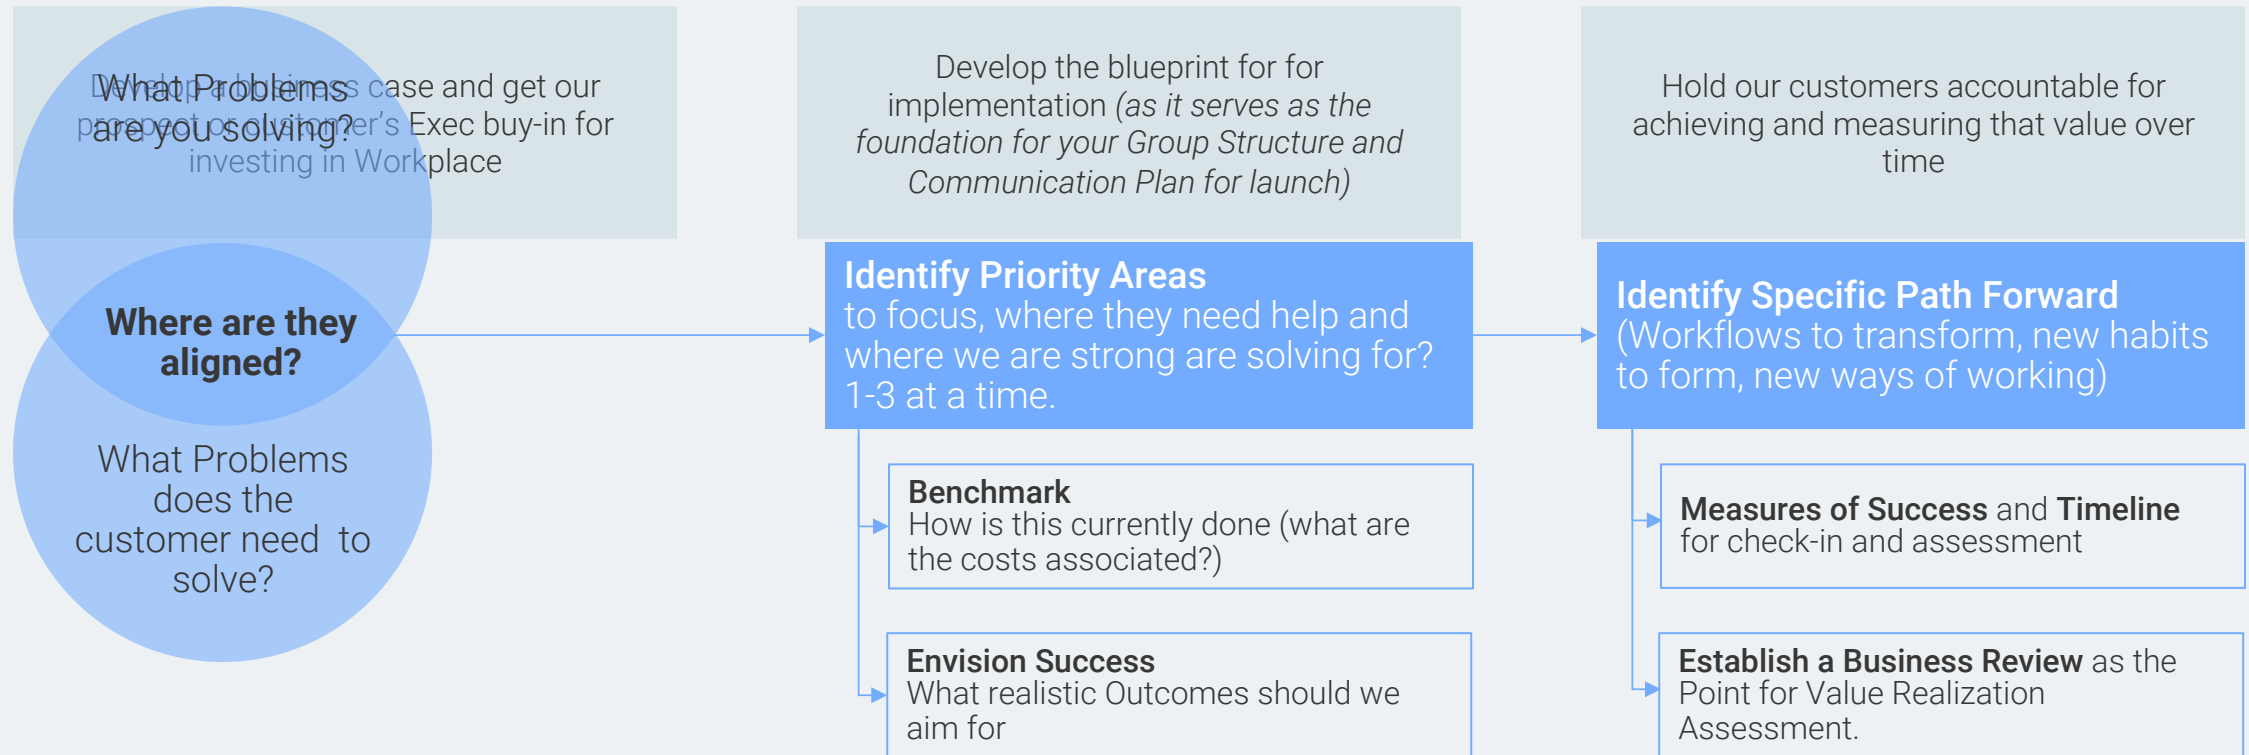 Develop a business case and get our
prospect or customer's Exec buy-in for
investing in Workplace
What Problems
are you solving?
Where are they
aligned?
What Problems
does the
customer need  to
solve?
Develop the blueprint for for
implementation (as it serves as the
foundation for your Group Structure and
Communication Plan for launch)
Identify Priority Areas
to focus, where they need help and
where we are strong are solving for?
1-3 at a time.
Benchmark
How is this currently done (what are
the costs associated?)
Envision Success
What realistic Outcomes should we
aim for
Hold our customers accountable for
achieving and measuring that value over
time
Identify Specific Path Forward
(Workflows to transform, new habits
to form, new ways of working)
Measures of Success and Timeline
for check-in and assessment
Establish a Business Review as the
Point for Value Realization
Assessment.